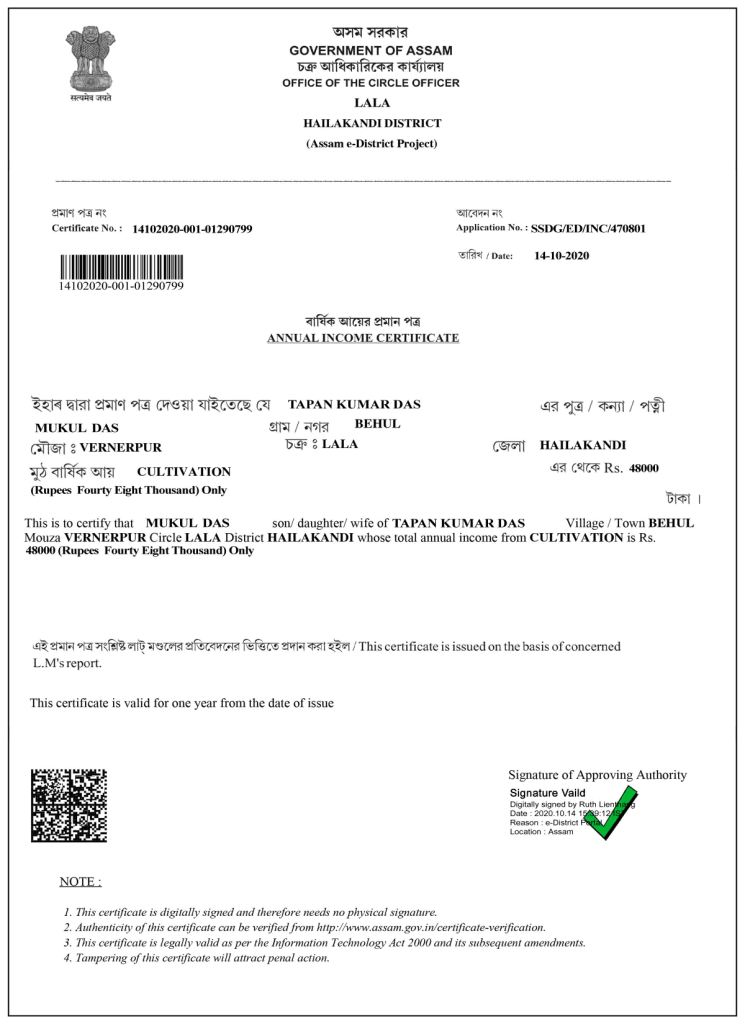 অসম সরকার
GOVERNMENT OF ASSAM
চক্ৰ আধিকারিকের কার্য্যালয়
OFFICE OF THE CIRCLE OFFICER
LALA
HAILAKANDI DISTRICT
(Assam e-District Project)
सत्यमेव जयते
প্রমাণ পত্র নং
Certificate No. : 14102020-001-01290799
আবেদন নং
Application No. : SSDG/ED/INC/470801
তারিখ / Date: 14-10-2020
14102020-001-01290799
বার্ষিক আয়ের প্রমান পত্র
ANNUAL INCOME CERTIFICATE
ইহাৰ দ্বারা প্রমাণ পত্র দেওয়া যাইতেছে যে TAPAN KUMAR DAS এর পুত্র / কন্যা / পত্নী
MUKUL DAS গ্রাম / নগর BEHUL
মৌজা ঃ VERNERPUR চক্ৰ ঃ LALA জেলা HAILAKANDI
মুঠ বার্ষিক আয় CULTIVATION এর থেকে Rs. 48000
(Rupees Fourty Eight Thousand) Only
টাকা ।
This is to certify that MUKUL DAS son/ daughter/ wife of TAPAN KUMAR DAS Village / Town BEHUL
Mouza VERNERPUR Circle LALA District HAILAKANDI whose total annual income from CULTIVATION is Rs.
48000 (Rupees Fourty Eight Thousand) Only
এই প্রমান পত্র সংশ্লিষ্ট লাট্ মণ্ডলের প্রতিবেদনের ভিত্তিতে প্রদান করা হইল / This certificate is issued on the basis of concerned
L.M's report.
This certificate is valid for one year from the date of issue
Signature of Approving Authority
Signature Vaild
Digitally signed by Ruth
Date : 2020.10.14
Reason : e-District
Location : Assam
NOTE :
1. This certificate is digitally signed and therefore needs no physical signature.
2. Authenticity of this certificate can be verified from http://www.assam.gov.in/certificate-verification.
3. This certificate is legally valid as per the Information Technology Act 2000 and its subsequent amendments.
4. Tampering of this certificate will attract penal action.